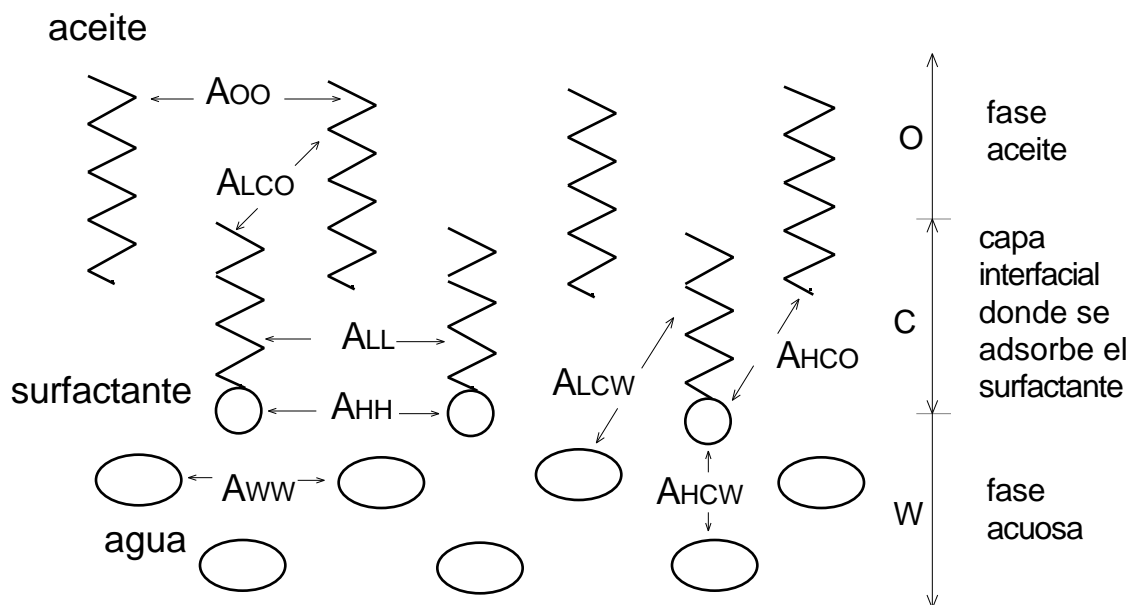 aceite
AOO
ALCO
ALL
surfactante
AHH
AWW
agua
ALCW
AHCO
AHCW
O
fase
aceite
C
capa
interfacial
donde se
adsorbe el
surfactante
W
fase
acuosa